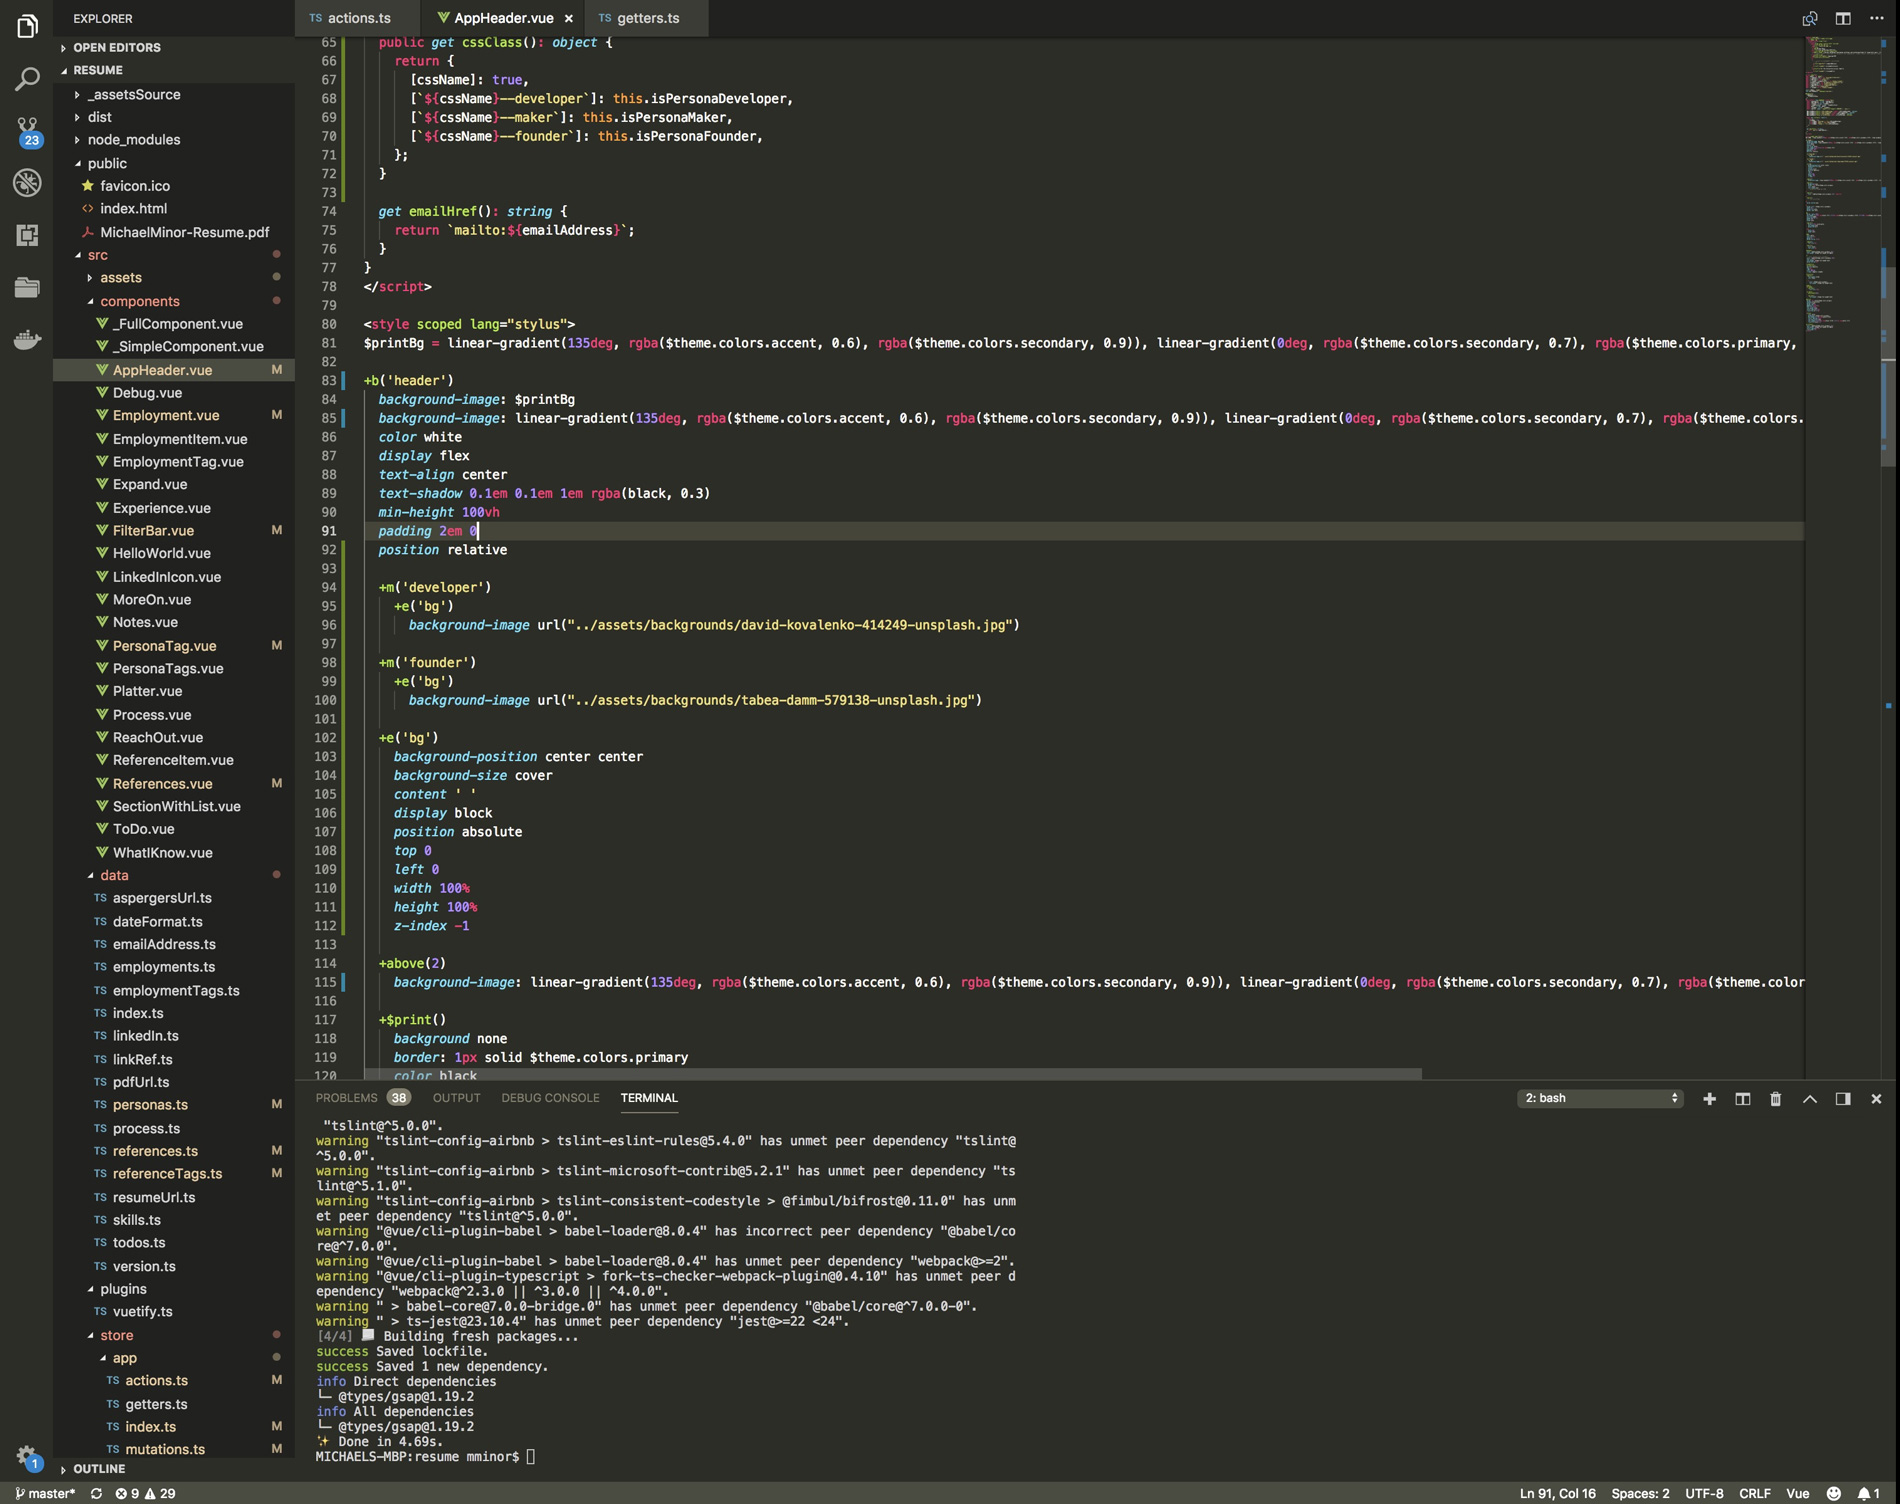 EXPLORER
OPEN EDITORS
RESUME
_assetsSource
dist
node_modules
public
favicon.ico
index.html
MichaelMinor-Resume.pdf
src
assets
components
_FullComponent.vue
_SimpleComponent.vue
AppHeader.vue M
Debug.vue
Employment.vue M
EmploymentItem.vue
EmploymentTag.vue
Expand.vue
Experience.vue
FilterBar.vue M
HelloWorld.vue
LinkedInIcon.vue
MoreOn.vue
Notes.vue
PersonaTag.vue M
PersonaTags.vue
Platter.vue
Process.vue
ReachOut.vue
ReferenceItem.vue
References.vue M
SectionWithList.vue
ToDo.vue
WhatIKnow.vue
data
TS aspergersUrl.ts
TS dateFormat.ts
TS emailAddress.ts
TS employments.ts
TS employmentTags.ts
TS index.ts
TS linkedIn.ts
TS linkRef.ts
TS pdfUrl.ts
TS personas.ts M
TS process.ts
TS references.ts M
TS referenceTags.ts M
TS resumeUrl.ts
TS skills.ts
TS todos.ts
TS version.ts
plugins
TS vuetify.ts
store
app
TS actions.ts M
TS getters.ts
TS index.ts M
TS mutations.ts M
OUTLINE
23
1
TS actions.ts AppHeader.vue × TS getters.ts
65 public get cssClass(): object {
66 return {
67 [cssName]: true,
68 [`${cssName}--developer`]: this.isPersonaDeveloper,
69 [`${cssName}--maker`]: this.isPersonaMaker,
70 [`${cssName}--founder`]: this.isPersonaFounder,
71 };
72 }
73
74 get emailHref(): string {
75 return `mailto:${emailAddress}`;
76 }
77 }
78 </script>
79
80 <style scoped lang="stylus">
81 $printBg = linear-gradient(135deg, rgba($theme.colors.accent, 0.6), rgba($theme.colors.secondary, 0.9)), linear-gradient(0deg, rgba($theme.colors.secondary, 0.7), rgba($theme.colors.primary,
82
83 +b('header')
84 background-image: $printBg
85 background-image: linear-gradient(135deg, rgba($theme.colors.accent, 0.6), rgba($theme.colors.secondary, 0.9)), linear-gradient(0deg, rgba($theme.colors.secondary, 0.7), rgba($theme.colors.
86 color white
87 display flex
88 text-align center
89 text-shadow 0.1em 0.1em 1em rgba(black, 0.3)
90 min-height 100vh
91 padding 2em 0
92 position relative
93
94 +m('developer')
95 +e('bg')
96 background-image url("../assets/backgrounds/david-kovalenko-414249-unsplash.jpg")
97
98 +m('founder')
99 +e('bg')
100 background-image url("../assets/backgrounds/tabea-damm-579138-unsplash.jpg")
101
102 +e('bg')
103 background-position center center
104 background-size cover
105 content ' '
106 display block
107 position absolute
108 top 0
109 left 0
110 width 100%
111 height 100%
112 z-index -1
113
114 +above(2)
115 background-image: linear-gradient(135deg, rgba($theme.colors.accent, 0.6), rgba($theme.colors.secondary, 0.9)), linear-gradient(0deg, rgba($theme.colors.secondary, 0.7), rgba($theme.color
116
117 +$print()
118 background none
119 border: 1px solid $theme.colors.primary
120 color black
PROBLEMS 38 OUTPUT DEBUG CONSOLE TERMINAL 2: bash
"tslint@^5.0.0".
warning "tslint-config-airbnb > tslint-eslint-rules@5.4.0" has unmet peer dependency "tslint@
^5.0.0".
warning "tslint-config-airbnb > tslint-microsoft-contrib@5.2.1" has unmet peer dependency "ts
lint@^5.1.0".
warning "tslint-config-airbnb > tslint-consistent-codestyle > @fimbul/bifrost@0.11.0" has unm
et peer dependency "tslint@^5.0.0".
warning "@vue/cli-plugin-babel > babel-loader@8.0.4" has incorrect peer dependency "@babel/co
re@^7.0.0".
warning "@vue/cli-plugin-babel > babel-loader@8.0.4" has unmet peer dependency "webpack@>=2".
warning "@vue/cli-plugin-typescript > fork-ts-checker-webpack-plugin@0.4.10" has unmet peer d
ependency "webpack@^2.3.0 || ^3.0.0 || ^4.0.0".
warning " > babel-core@7.0.0-bridge.0" has unmet peer dependency "@babel/core@^7.0.0-0".
warning " > ts-jest@23.10.4" has unmet peer dependency "jest@>=22 <24".
[4/4] 📃 Building fresh packages...
success Saved lockfile.
success Saved 1 new dependency.
info Direct dependencies
└─ @types/gsap@1.19.2
info All dependencies
└─ @types/gsap@1.19.2
✨ Done in 4.69s.
MICHAELS-MBP:resume mminor$
master* 9 29 Ln 91, Col 16 Spaces: 2 UTF-8 CRLF Vue 1